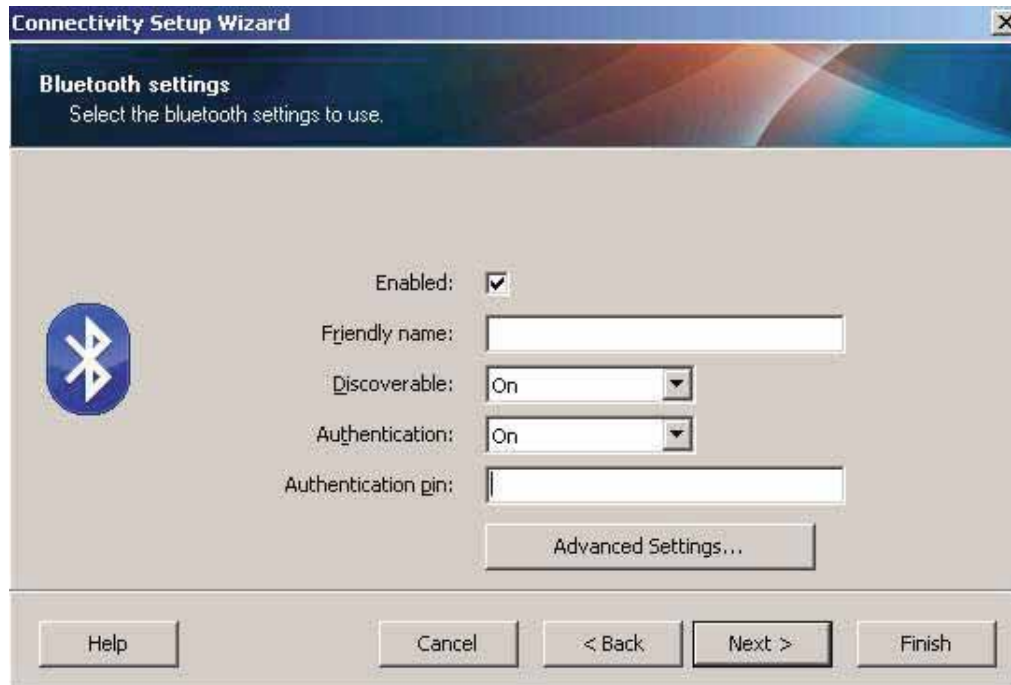 Connectivity Setup Wizard
Bluetooth settings
Select the bluetooth settings to use.
Enabled:
Friendly name:
Discoverable: On
Authentication: On
Authentication pin:
Advanced Settings...
Help Cancel < Back Next > Finish